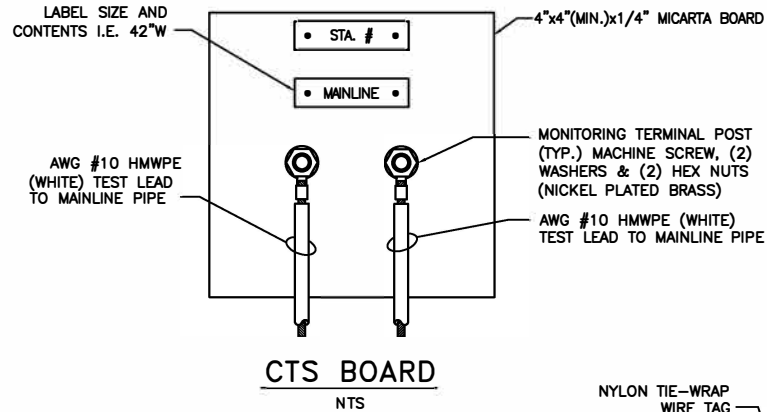 LABEL SIZE AND
CONTENTS I.E. 42"W
STA. #
MAINLINE
4"x4"(MIN.)x1/4" MICARTA BOARD
MONITORING TERMINAL POST
(TYP.) MACHINE SCREW, (2)
WASHERS & (2) HEX NUTS
(NICKEL PLATED BRASS)
AWG #10 HMWPE
(WHITE) TEST LEAD
TO MAINLINE PIPE
AWG #10 HMWPE (WHITE)
TEST LEAD TO MAINLINE PIPE
CTS BOARD
NTS
NYLON TIE-WRAP
WIRE TAG